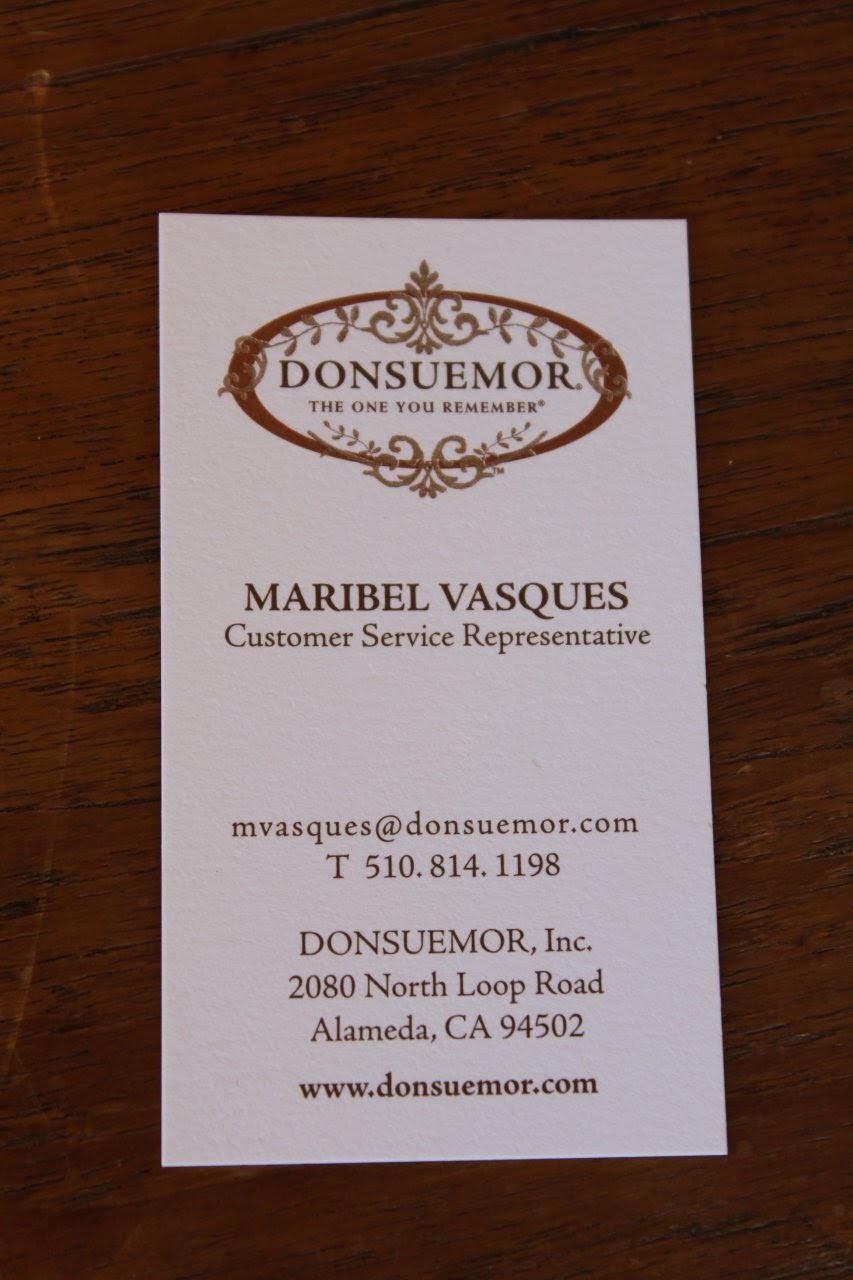 DONSUEMOR®
THE ONE YOU REMEMBER®
™
MARIBEL VASQUES
Customer Service Representative
mvasques@donsuemor.com
T 510. 814. 1198
DONSUEMOR, Inc.
2080 North Loop Road
Alameda, CA 94502
www.donsuemor.com